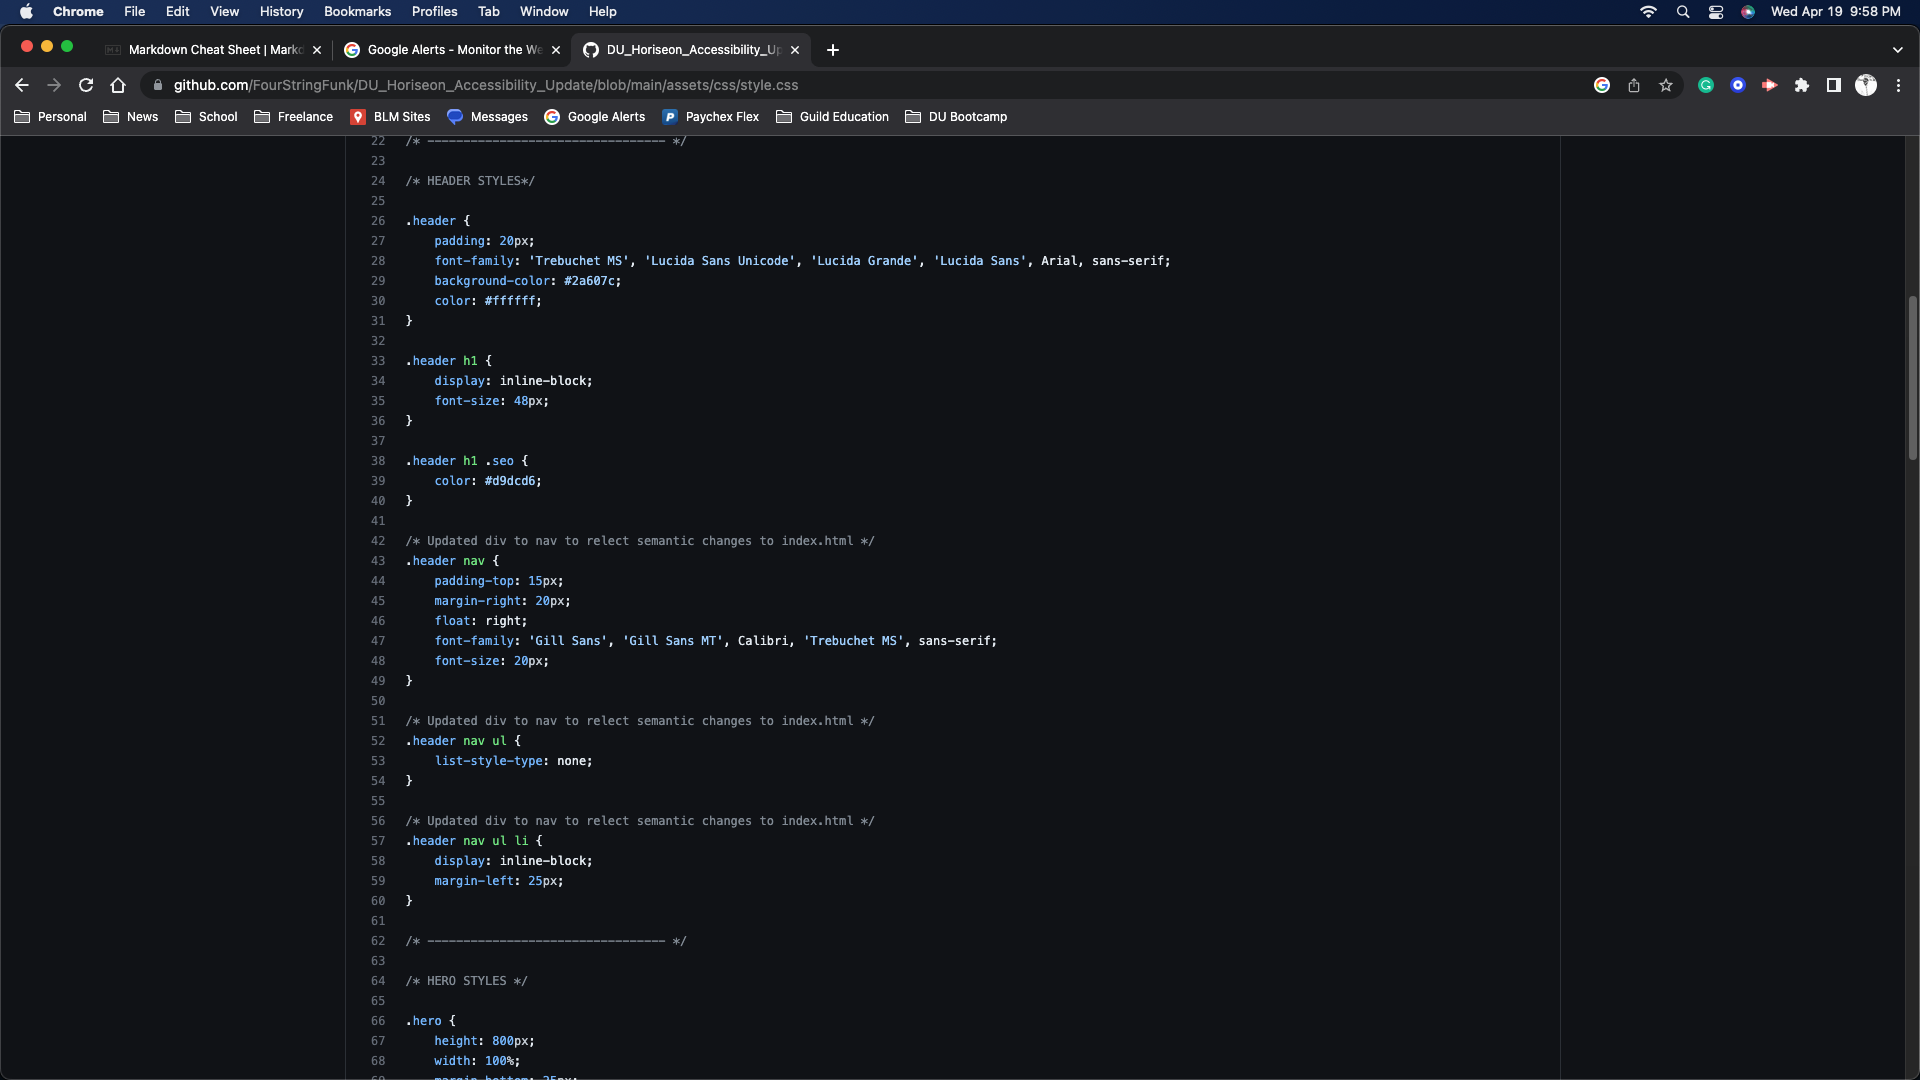 Chrome File Edit View History Bookmarks Profiles Tab Window Help Wed Apr 19 9:58 PM
Markdown Cheat Sheet | Markd Google Alerts - Monitor the We DU_Horiseon_Accessibility_Up
github.com/FourStringFunk/DU_Horiseon_Accessibility_Update/blob/main/assets/css/style.css
Personal News School Freelance BLM Sites Messages Google Alerts Paychex Flex Guild Education DU Bootcamp
22 /* --------------------------------- */
23
24 /* HEADER STYLES*/
25
26 .header {
27 padding: 20px;
28 font-family: 'Trebuchet MS', 'Lucida Sans Unicode', 'Lucida Grande', 'Lucida Sans', Arial, sans-serif;
29 background-color: #2a607c;
30 color: #ffffff;
31 }
32
33 .header h1 {
34 display: inline-block;
35 font-size: 48px;
36 }
37
38 .header h1 .seo {
39 color: #d9dcd6;
40 }
41
42 /* Updated div to nav to relect semantic changes to index.html */
43 .header nav {
44 padding-top: 15px;
45 margin-right: 20px;
46 float: right;
47 font-family: 'Gill Sans', 'Gill Sans MT', Calibri, 'Trebuchet MS', sans-serif;
48 font-size: 20px;
49 }
50
51 /* Updated div to nav to relect semantic changes to index.html */
52 .header nav ul {
53 list-style-type: none;
54 }
55
56 /* Updated div to nav to relect semantic changes to index.html */
57 .header nav ul li {
58 display: inline-block;
59 margin-left: 25px;
60 }
61
62 /* --------------------------------- */
63
64 /* HERO STYLES */
65
66 .hero {
67 height: 800px;
68 width: 100%;
69 margin-bottom: 25px;